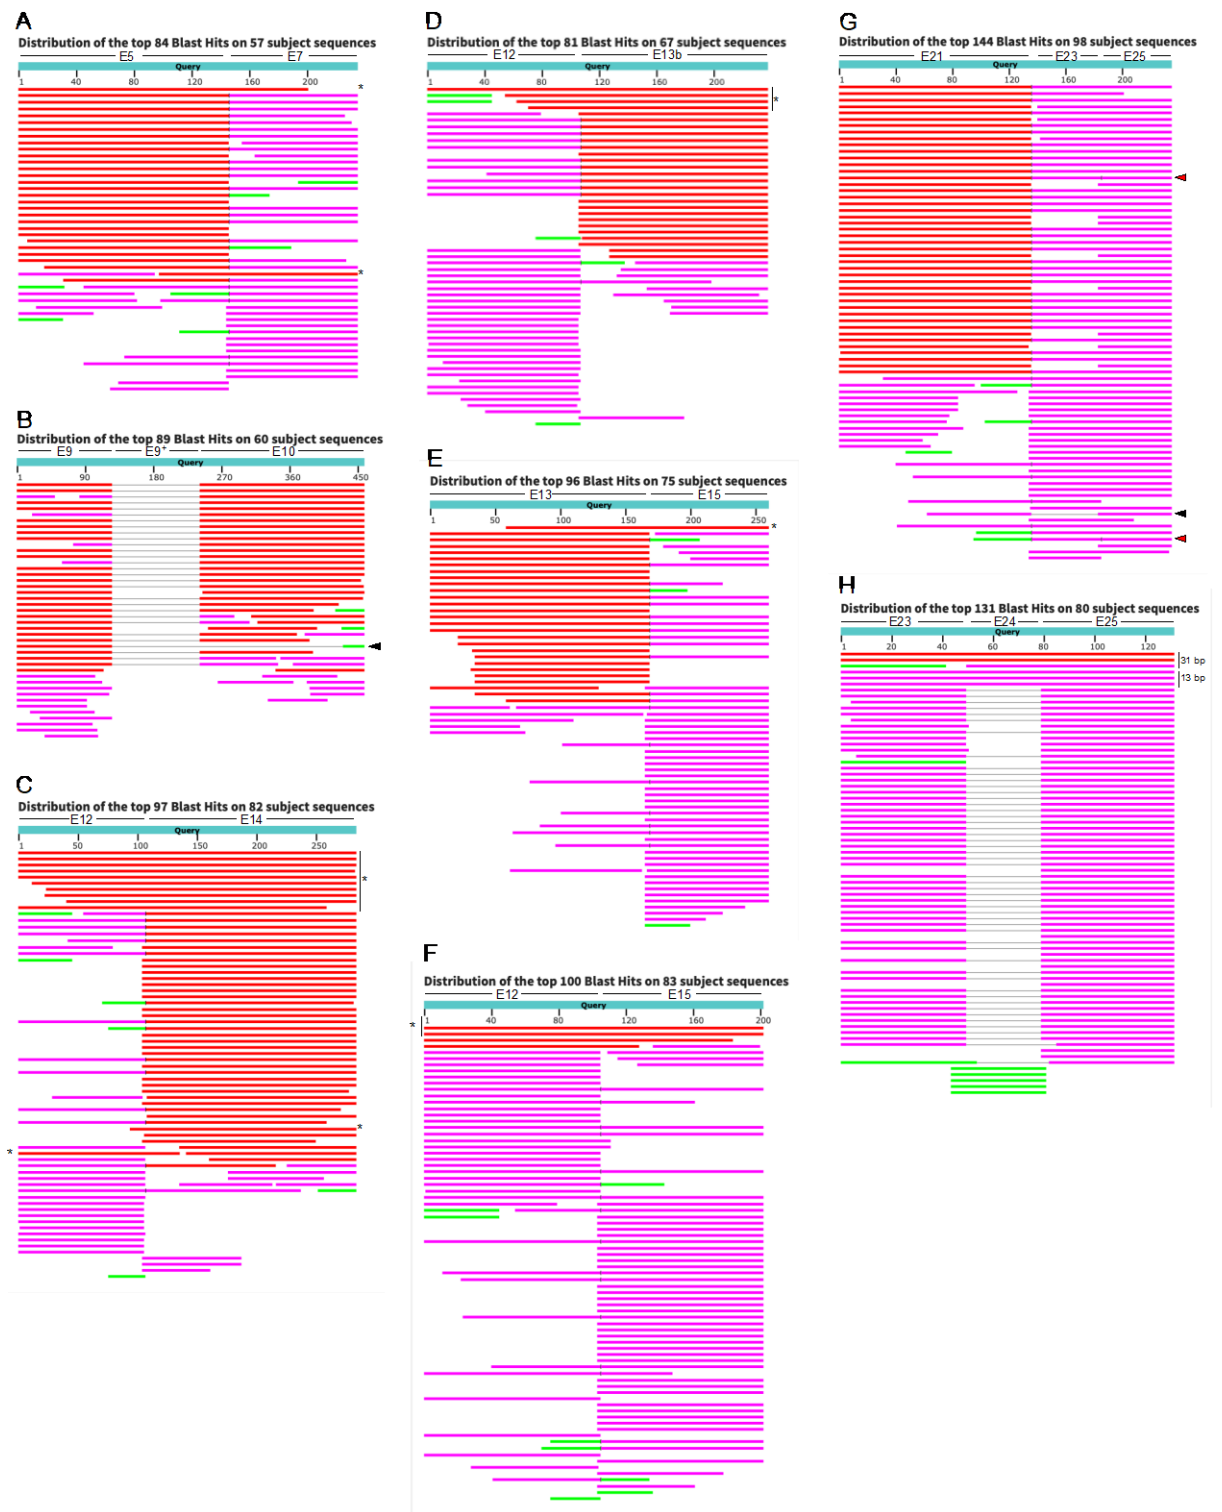 A
Distribution of the top 84 Blast Hits on 57 subject sequences
E5 E7
Query
1 40 80 120 160 200
*
*
B
Distribution of the top 89 Blast Hits on 60 subject sequences
E9 E9+ E10
Query
1 90 180 270 360 450
C
Distribution of the top 97 Blast Hits on 82 subject sequences
E12 E14
Query
1 50 100 150 200 250
*
*
*
D
Distribution of the top 81 Blast Hits on 67 subject sequences
E12 E13b
Query
1 40 80 120 160 200
*
E
Distribution of the top 96 Blast Hits on 75 subject sequences
E13 E15
Query
1 50 100 150 200 250
*
F
Distribution of the top 100 Blast Hits on 83 subject sequences
E12 E15
Query
1 40 80 120 160 200
*
G
Distribution of the top 144 Blast Hits on 98 subject sequences
E21 E23 E25
Query
1 40 80 120 160 200
H
Distribution of the top 131 Blast Hits on 80 subject sequences
E23 E24 E25
Query
1 20 40 60 80 100 120
31 bp
13 bp